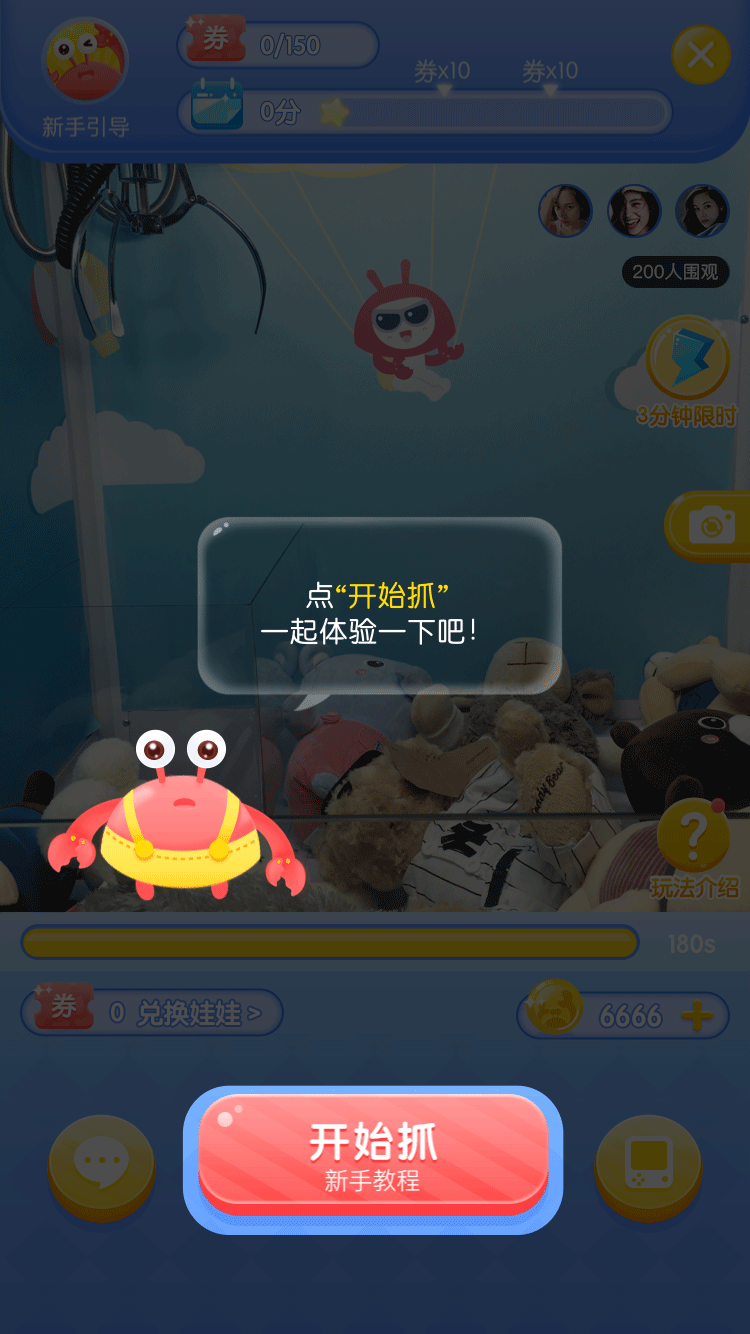 券
0/150
券x10
券x10
0分
新手引导
200人围观
3分钟限时
点“开始抓”
一起体验一下吧！
玩法介绍
180s
券
0 兑换娃娃 >
6666
开始抓
新手教程